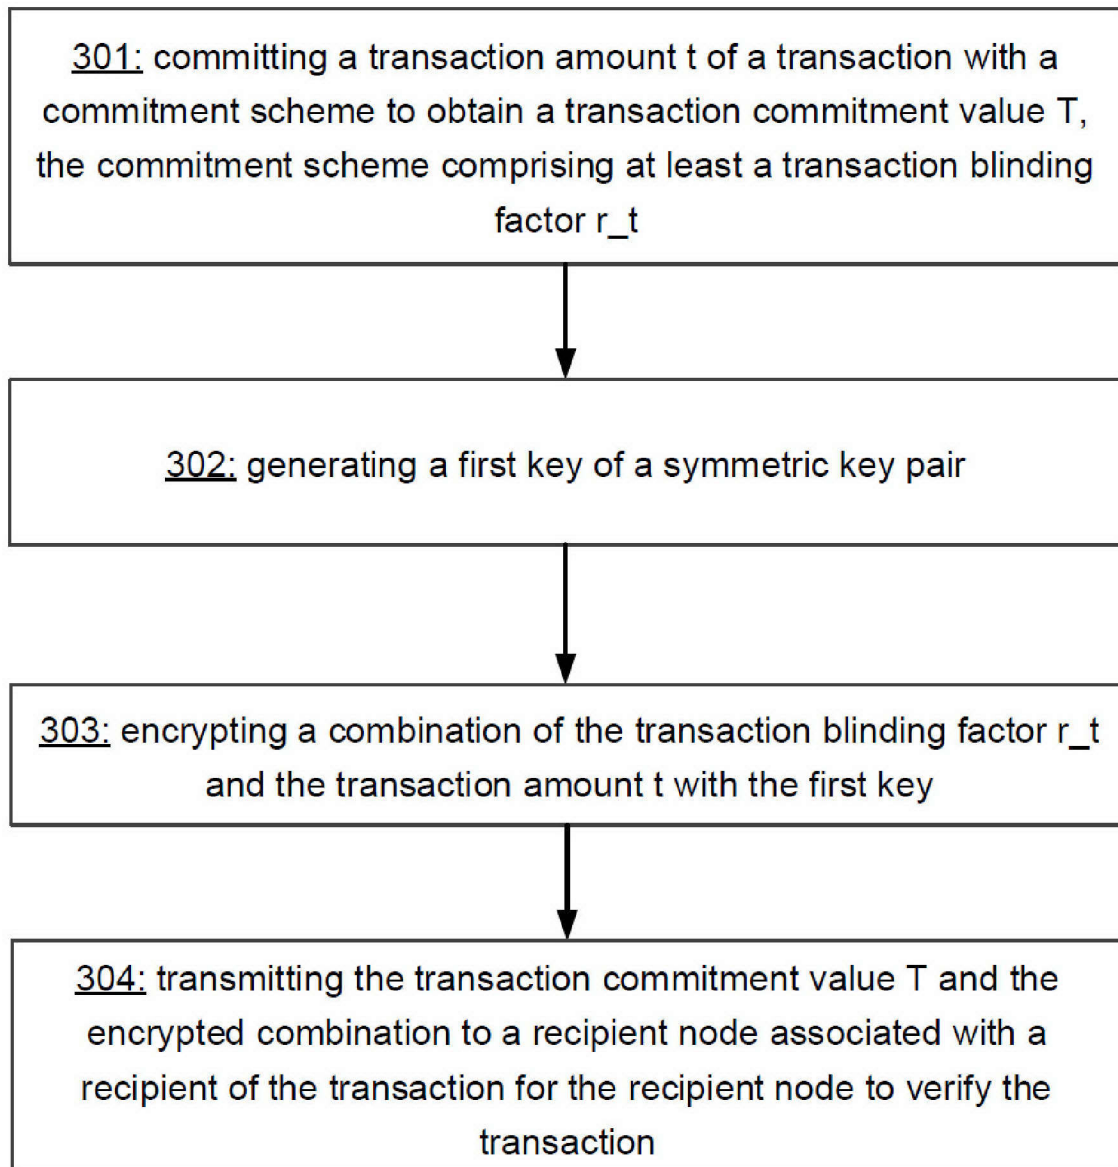 301: committing a transaction amount t of a transaction with a
commitment scheme to obtain a transaction commitment value T,
the commitment scheme comprising at least a transaction blinding
factor r_t
302: generating a first key of a symmetric key pair
303: encrypting a combination of the transaction blinding factor r_t
and the transaction amount t with the first key
304: transmitting the transaction commitment value T and the
encrypted combination to a recipient node associated with a
recipient of the transaction for the recipient node to verify the
transaction